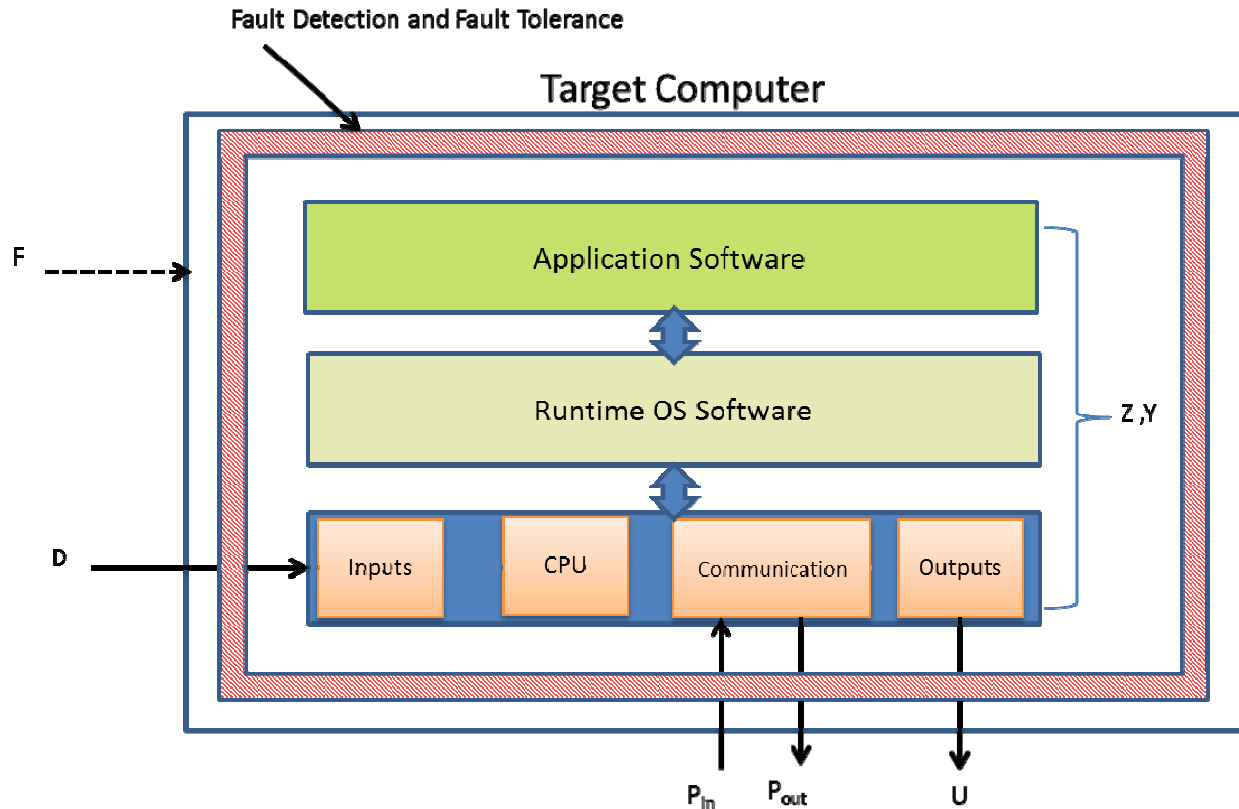 Fault Detection and Fault Tolerance
Target Computer
F
Application Software
Runtime OS Software
Z ,Y
D
Inputs
CPU
Communication
Outputs
Pin
Pout
U